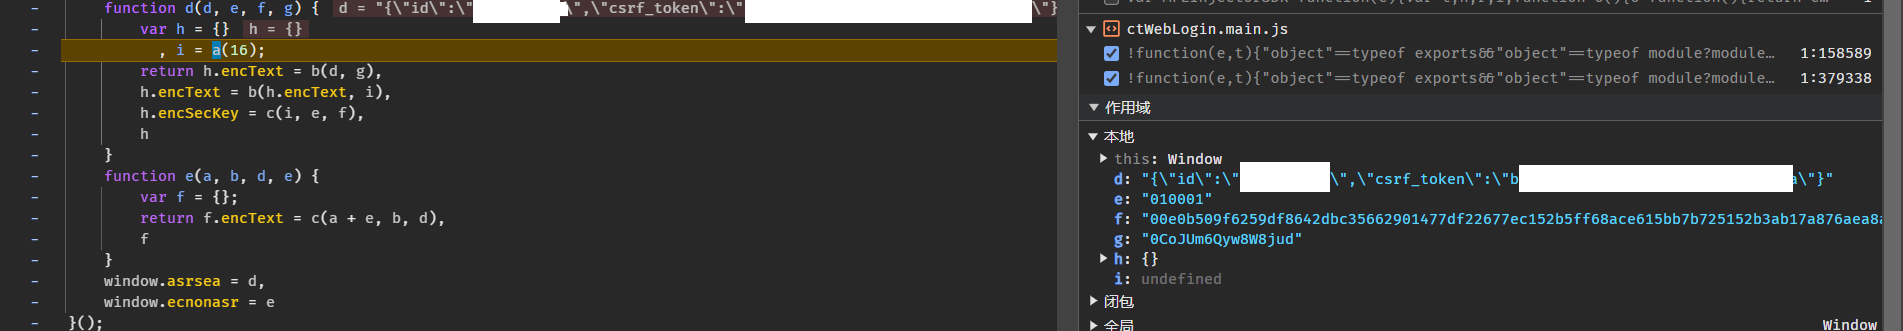 function d(d, e, f, g) { d = "{\"id\":\" \",\"csrf_token\":\" \"}
var h = {} h = {}
, i = a(16);
return h.encText = b(d, g),
h.encText = b(h.encText, i),
h.encSecKey = c(i, e, f),
h
}
function e(a, b, d, e) {
var f = {};
return f.encText = c(a + e, b, d),
f
}
window.asrsea = d,
window.ecnonasr = e
}();
ctWebLogin.main.js
!function(e,t){"object"==typeof exports&&"object"==typeof module?module… 1:158589
!function(e,t){"object"==typeof exports&&"object"==typeof module?module… 1:379338
作用域
本地
this: Window
d: "{\"id\":\" \",\"csrf_token\":\"b a\"}"
e: "010001"
f: "00e0b509f6259df8642dbc35662901477df22677ec152b5ff68ace615bb7b725152b3ab17a876aea8a
g: "0CoJUm6Qyw8W8jud"
h: {}
i: undefined
闭包
全局 Window